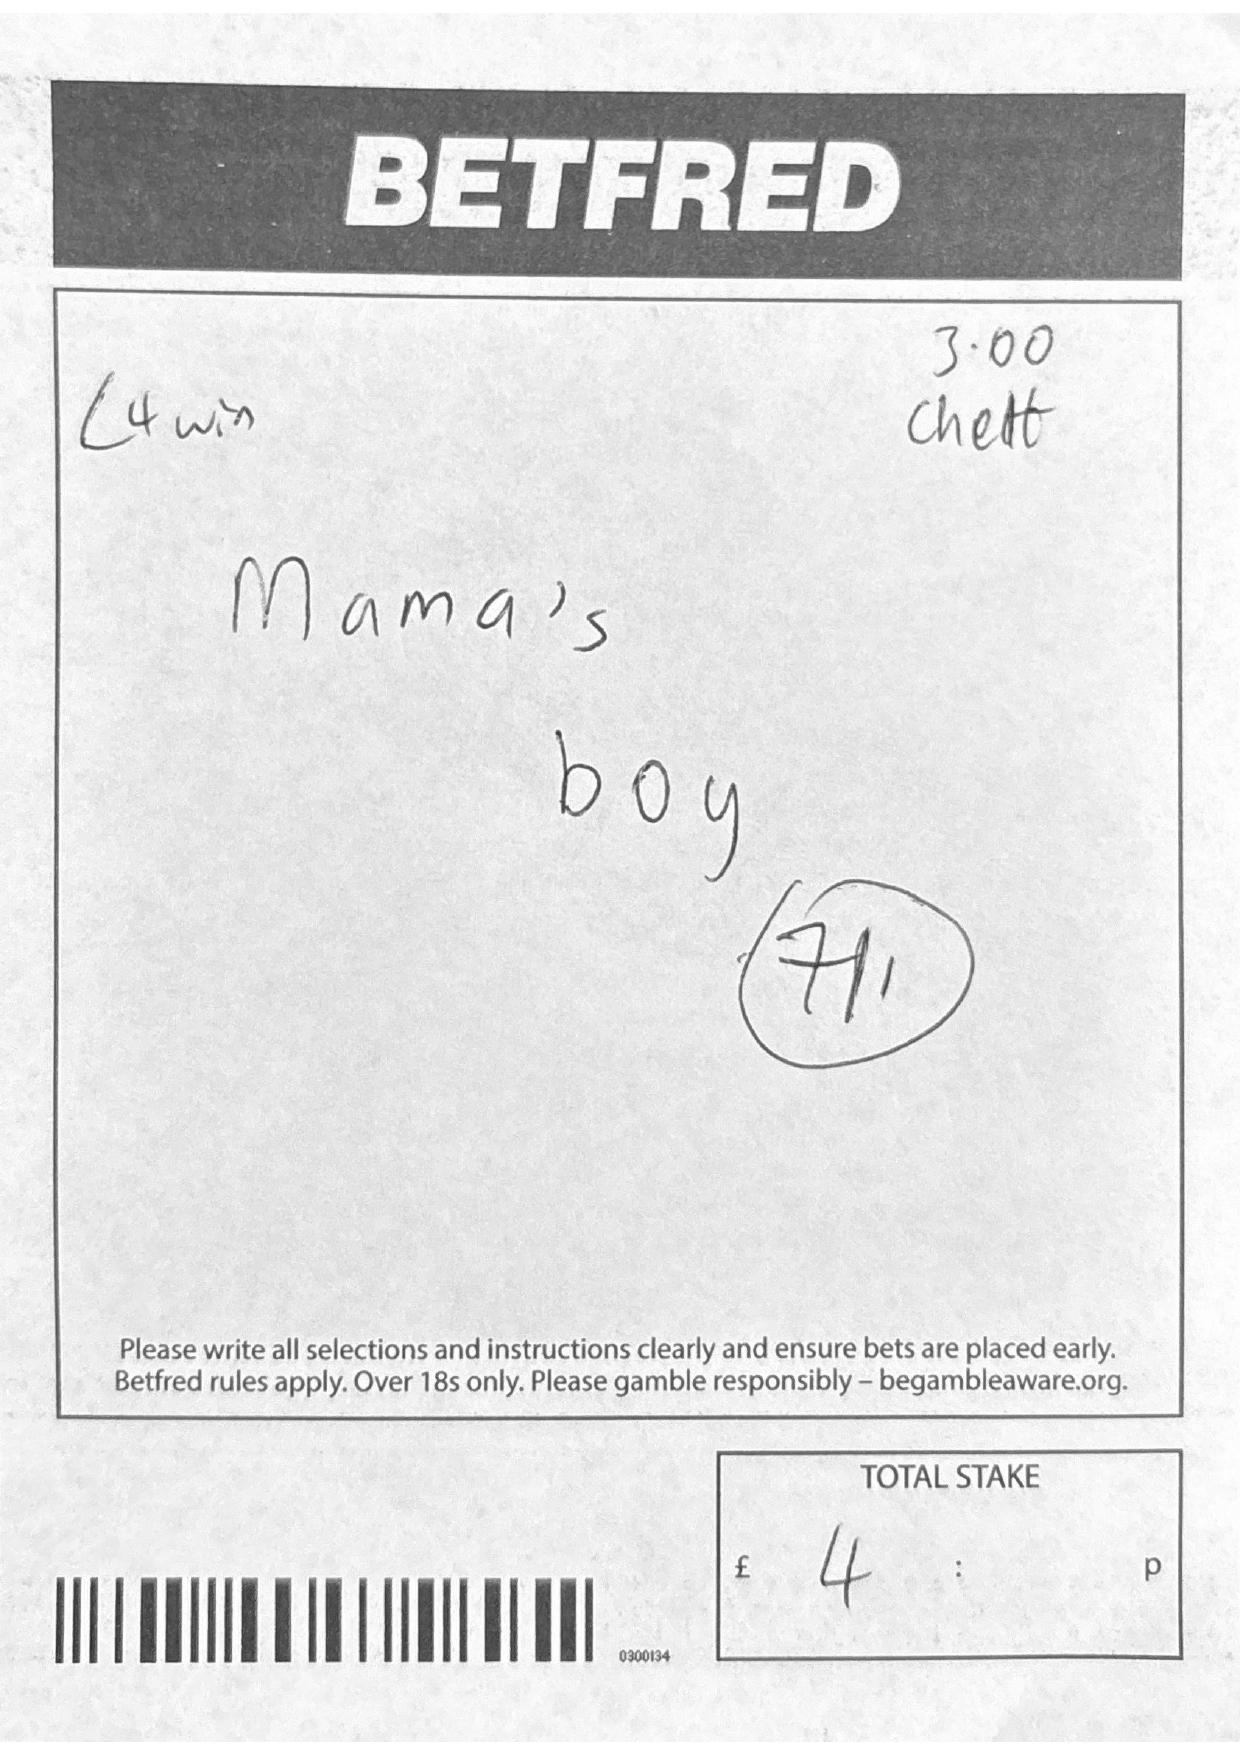 BETFRED
3.00
£4 win
Chelt
Mama's
boy
7/1
Please write all selections and instructions clearly and ensure bets are placed early.
Betfred rules apply. Over 18s only. Please gamble responsibly – begambleaware.org.
TOTAL STAKE
£ 4 : p
0300134